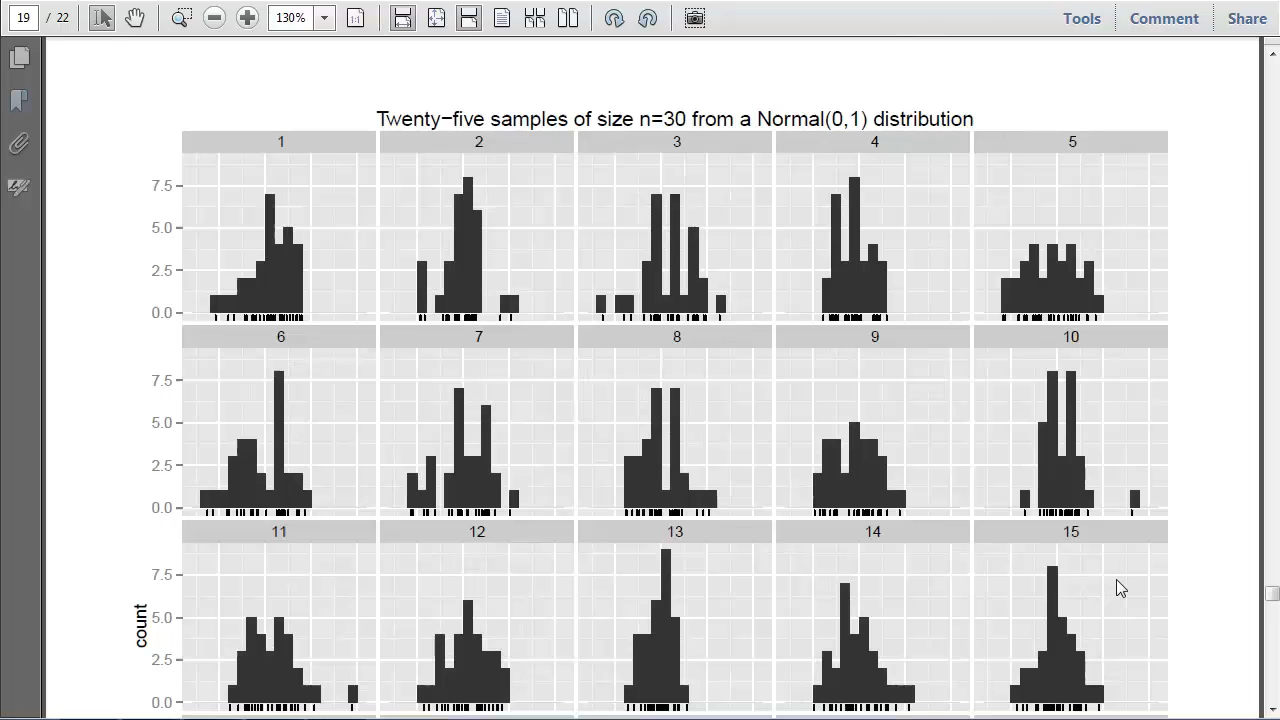 19 / 22 130% Tools Comment Share
Twenty−five samples of size n=30 from a Normal(0,1) distribution
1 2 3 4 5
7.5
5.0
2.5
0.0
6 7 8 9 10
7.5
5.0
2.5
0.0
11 12 13 14 15
7.5
5.0
2.5
0.0
count